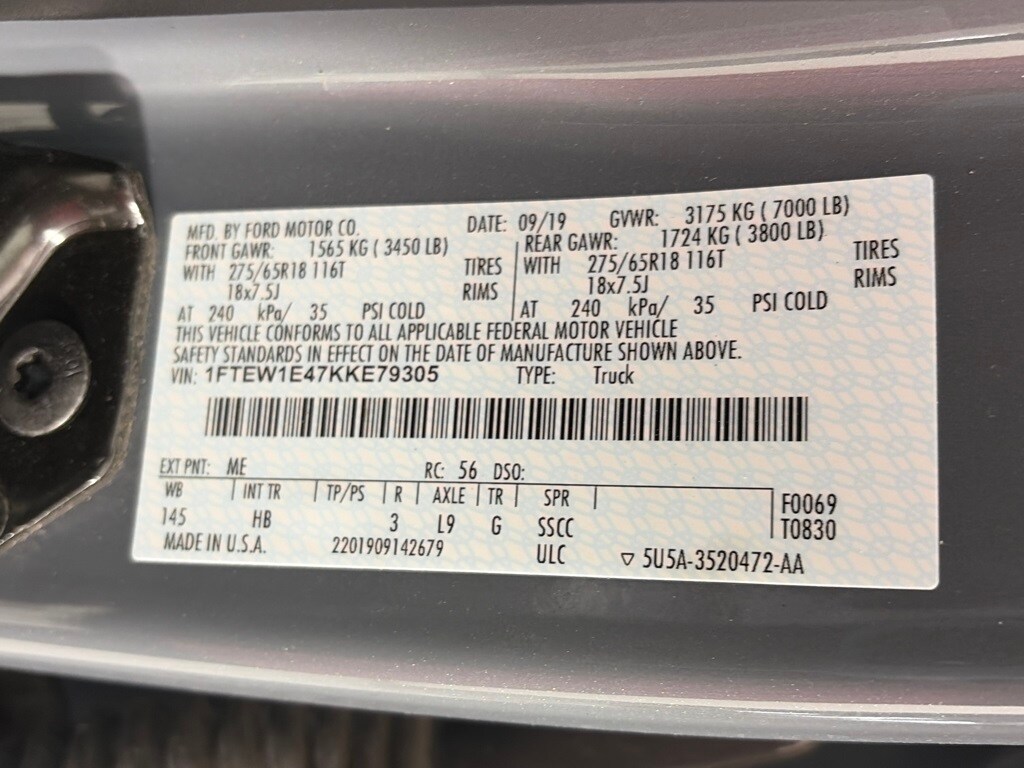 MFD. BY FORD MOTOR CO. DATE: 09/19 GVWR: 3175 KG ( 7000 LB)
FRONT GAWR: 1565 KG ( 3450 LB) REAR GAWR: 1724 KG ( 3800 LB)
WITH 275/65R18 116T TIRES WITH 275/65R18 116T TIRES
18x7.5J RIMS 18x7.5J RIMS
AT 240 kPa/ 35 PSI COLD AT 240 kPa/ 35 PSI COLD
THIS VEHICLE CONFORMS TO ALL APPLICABLE FEDERAL MOTOR VEHICLE
SAFETY STANDARDS IN EFFECT ON THE DATE OF MANUFACTURE SHOWN ABOVE.
VIN: 1FTEW1E47KKE79305 TYPE: Truck
EXT PNT: ME RC: 56 DSO:
WB INT TR TP/PS R AXLE TR SPR F0069
145 HB 3 L9 G SSCC T0830
MADE IN U.S.A. 2201909142679 ULC ▽ 5U5A-3520472-AA